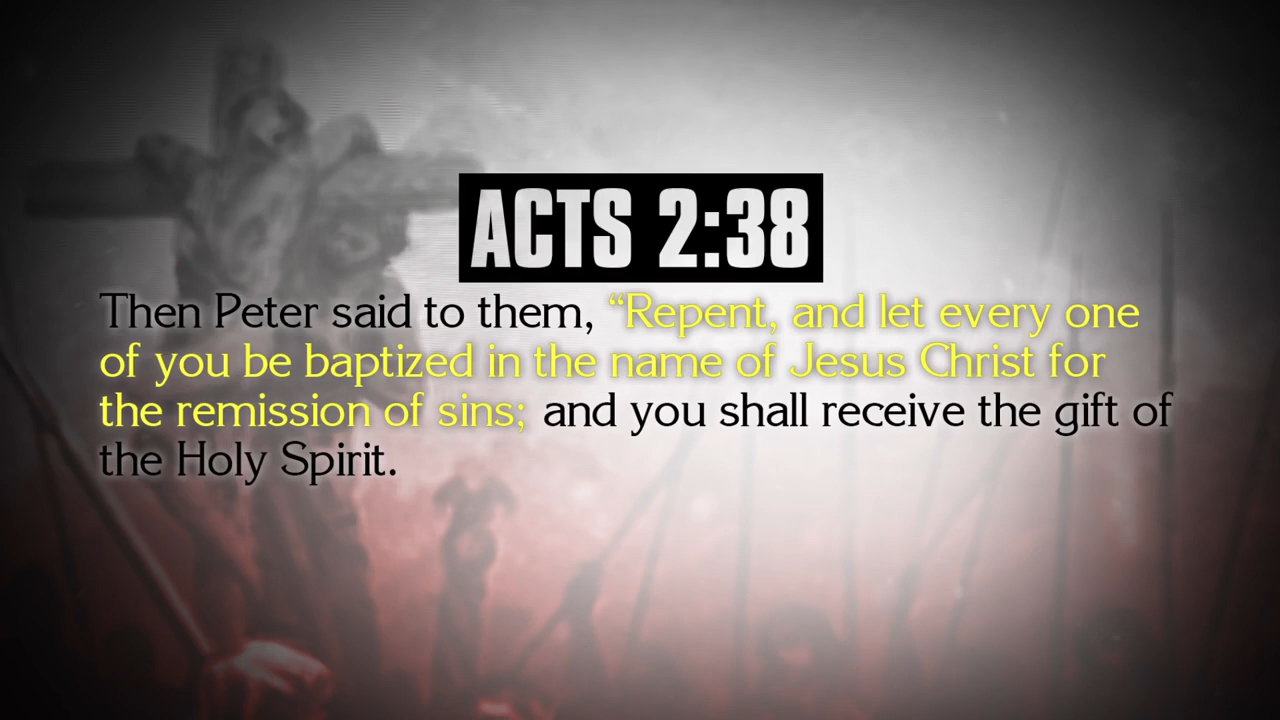 ACTS 2:38
Then Peter said to them, “Repent, and let every one
of you be baptized in the name of Jesus Christ for
the remission of sins; and you shall receive the gift of
the Holy Spirit.